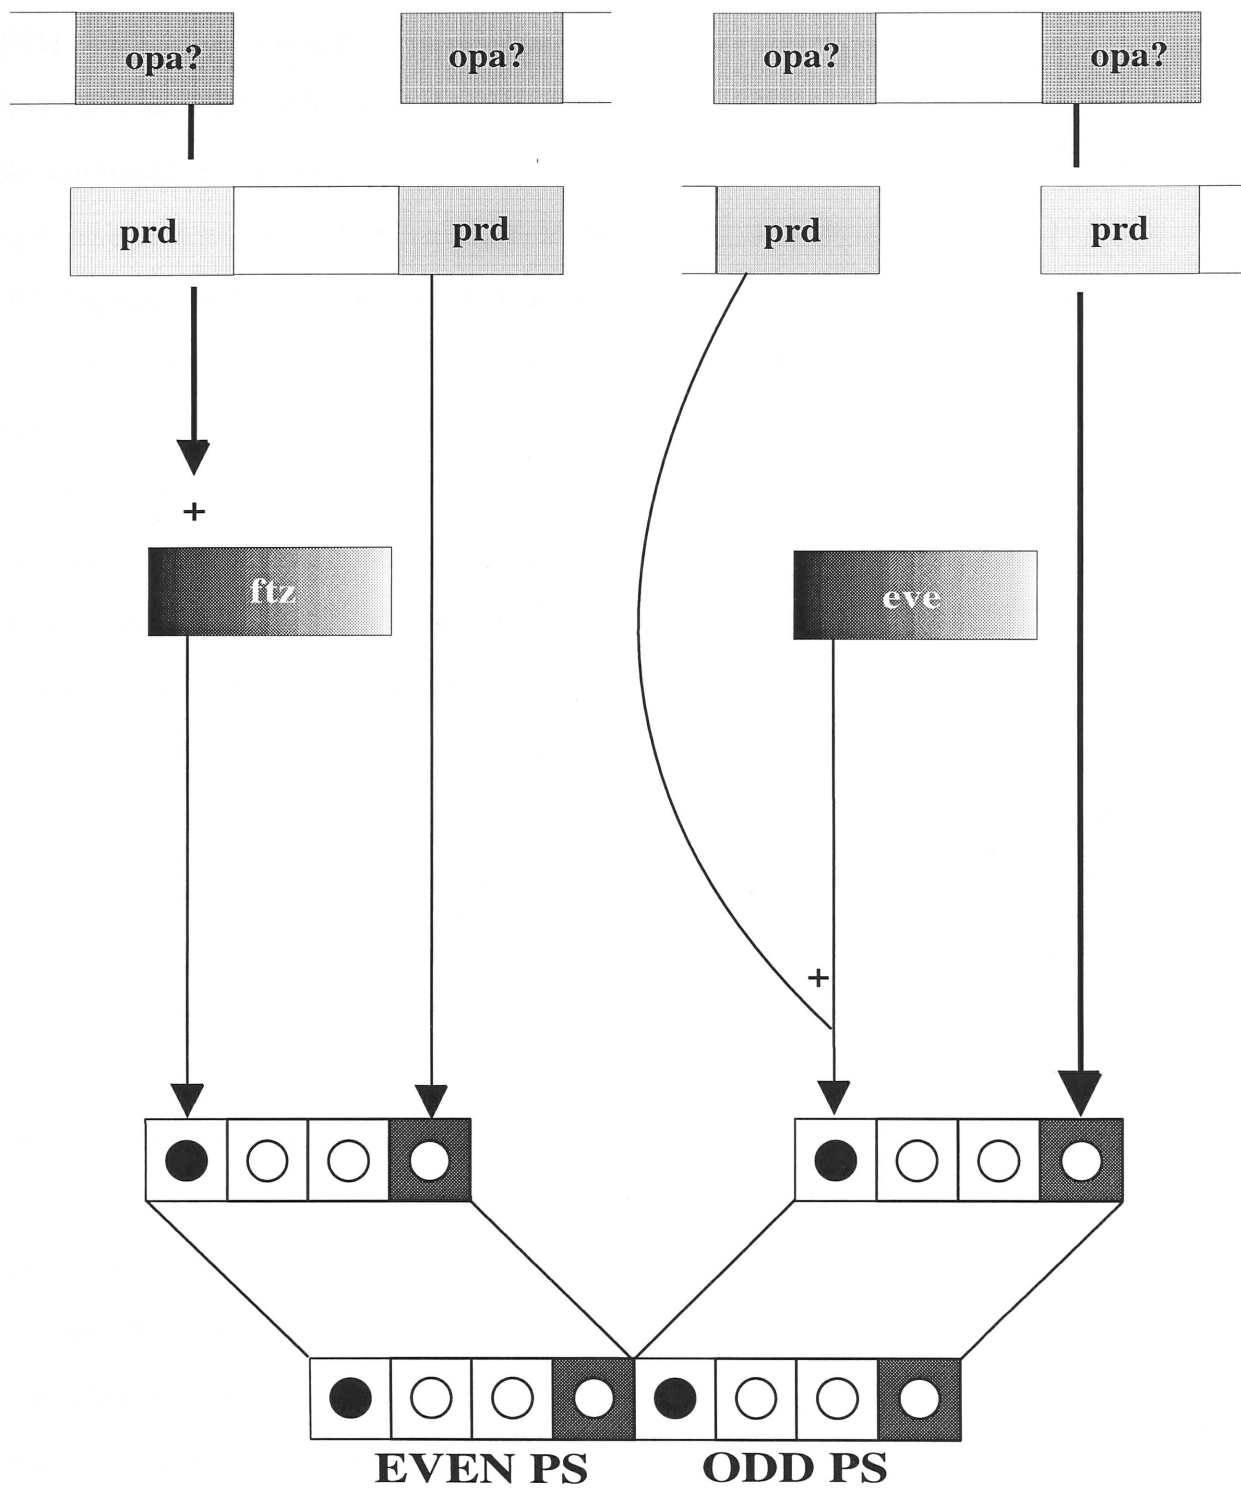 opa? opa? opa? opa?
prd prd prd prd
+
ftz eve
+
EVEN PS ODD PS